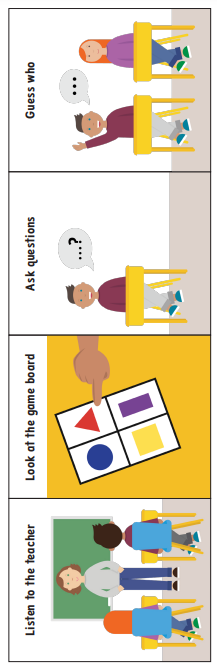 Listen to the teacher
Look at the game board
Ask questions
....?
Guess who
...